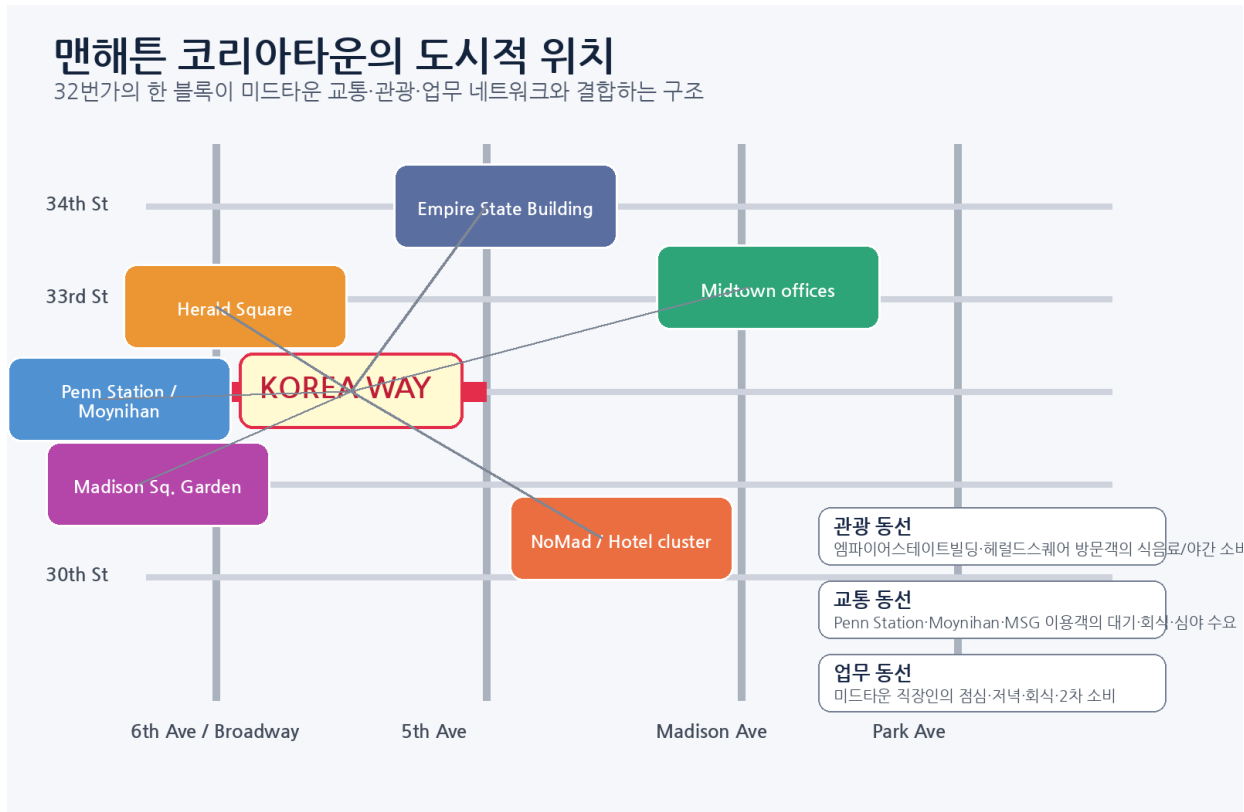 맨해튼 코리아타운의 도시적 위치
32번가의 한 블록이 미드타운 교통·관광·업무 네트워크와 결합하는 구조
34th St
Empire State Building
33rd St
Midtown offices
Herald Square
KOREA WAY
Penn Station /
Moynihan
Madison Sq. Garden
NoMad / Hotel cluster
30th St
관광 동선
엠파이어스테이트빌딩·헤럴드스퀘어 방문객의 식음료/야간 소비
교통 동선
Penn Station·Moynihan·MSG 이용객의 대기·회식·심야 수요
업무 동선
미드타운 직장인의 점심·저녁·회식·2차 소비
6th Ave / Broadway
5th Ave
Madison Ave
Park Ave